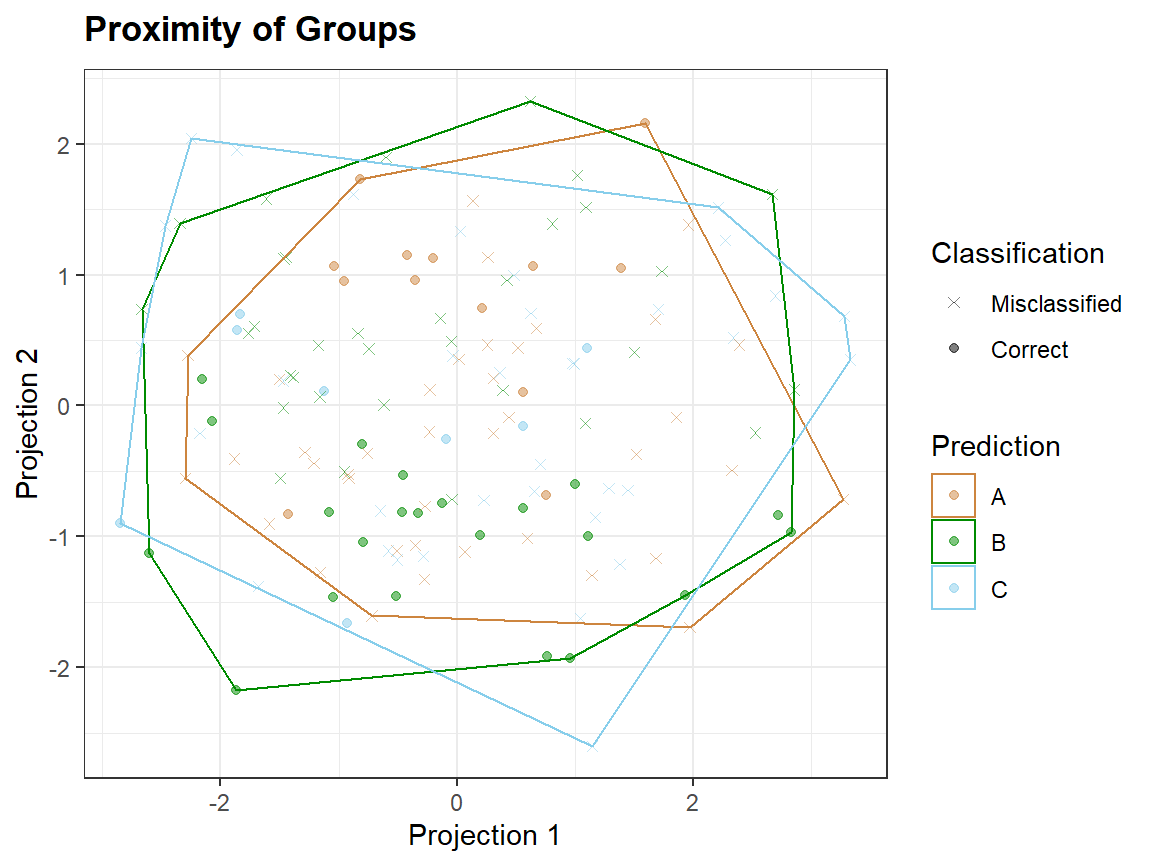 Proximity of Groups
Projection 2
2
1
0
-1
-2
-2
0
2
Projection 1
Classification
Misclassified
Correct
Prediction
A
B
C